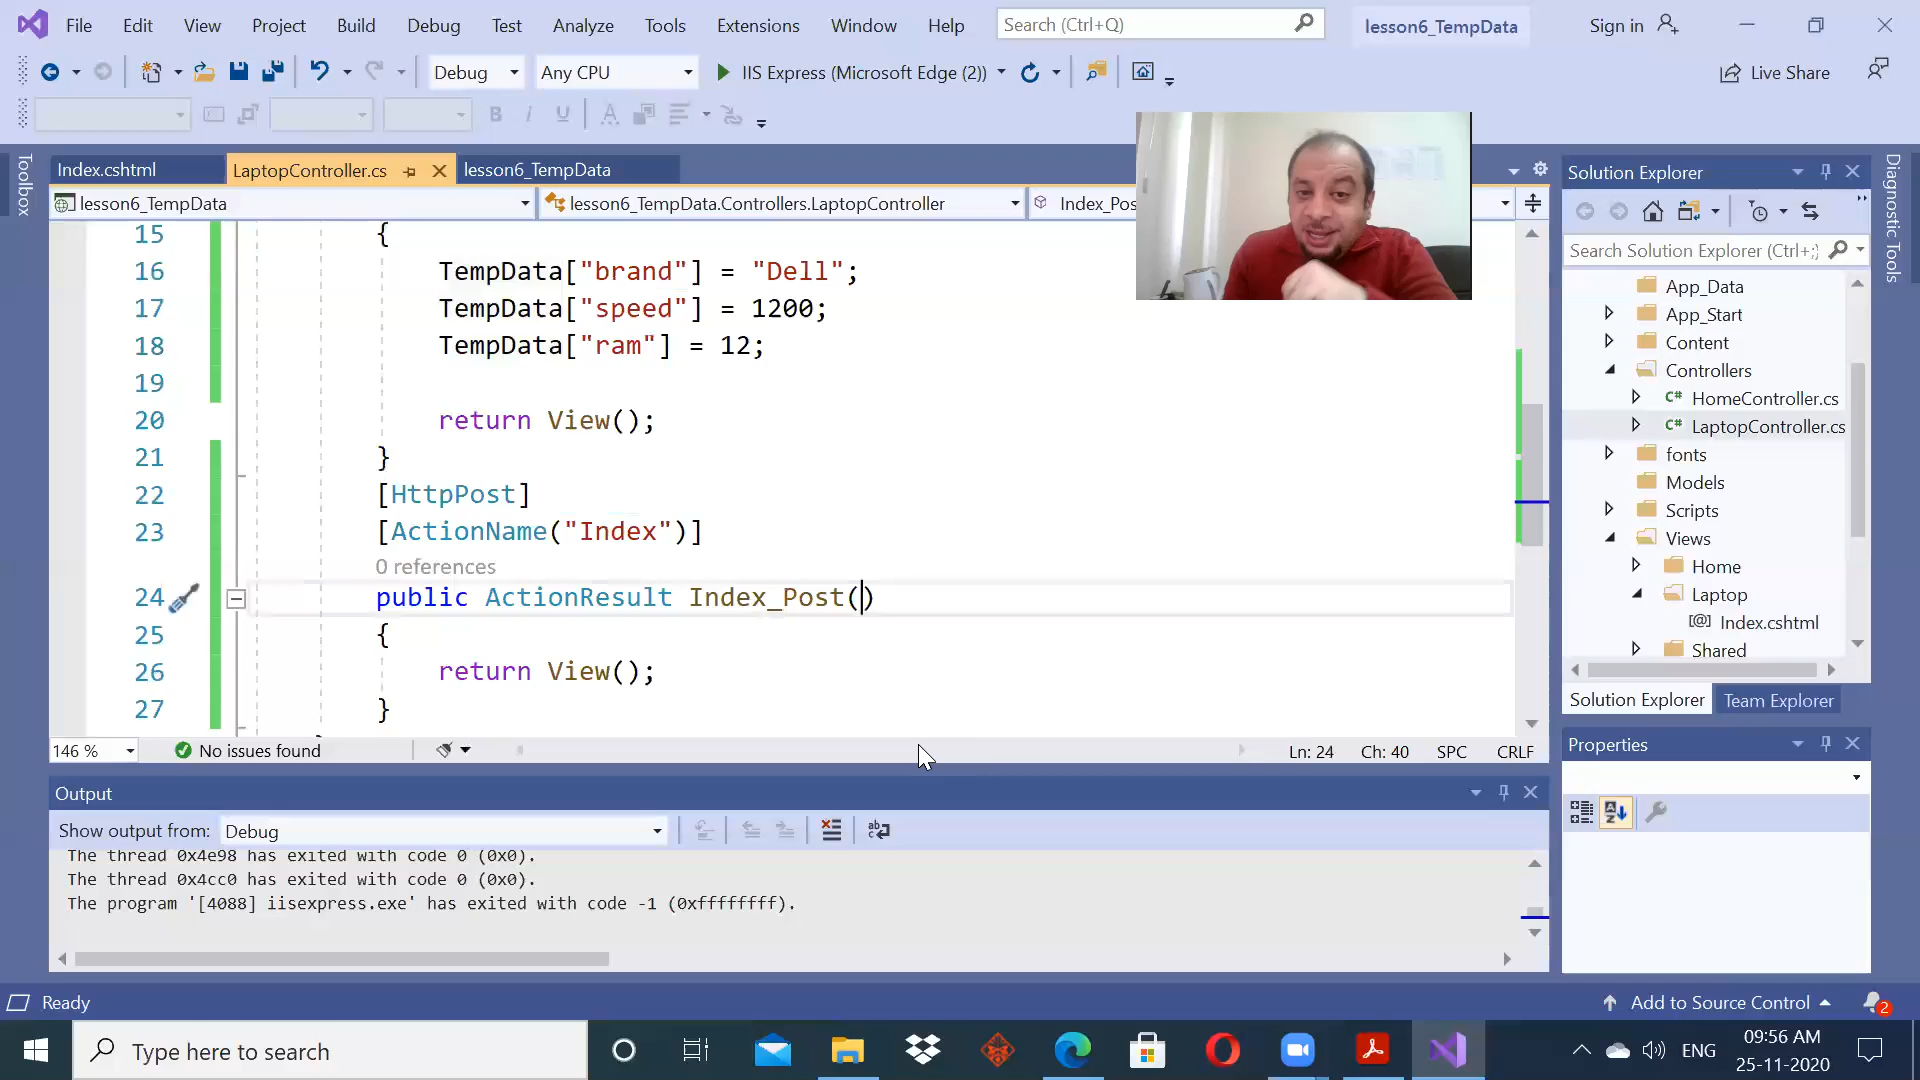 File Edit View Project Build Debug Test Analyze Tools Extensions Window Help Search (Ctrl+Q) lesson6_TempData Sign in
Debug Any CPU IIS Express (Microsoft Edge (2)) Live Share
Toolbox
Index.cshtml LaptopController.cs lesson6_TempData
lesson6_TempData lesson6_TempData.Controllers.LaptopController Index_Pos
15 {
16 TempData["brand"] = "Dell";
17 TempData["speed"] = 1200;
18 TempData["ram"] = 12;
19
20 return View();
21 }
22 [HttpPost]
23 [ActionName("Index")]
0 references
24 public ActionResult Index_Post()
25 {
26 return View();
27 }
146 % No issues found Ln: 24 Ch: 40 SPC CRLF
Output
Show output from: Debug
The thread 0x4e98 has exited with code 0 (0x0).
The thread 0x4cc0 has exited with code 0 (0x0).
The program '[4088] iisexpress.exe' has exited with code -1 (0xffffffff).
Solution Explorer
Search Solution Explorer (Ctrl+;)
App_Data
App_Start
Content
Controllers
C# HomeController.cs
C# LaptopController.cs
fonts
Models
Scripts
Views
Home
Laptop
[@] Index.cshtml
Shared
Solution Explorer Team Explorer
Properties
Diagnostic Tools
Ready Add to Source Control 2
Type here to search ENG 09:56 AM
25-11-2020